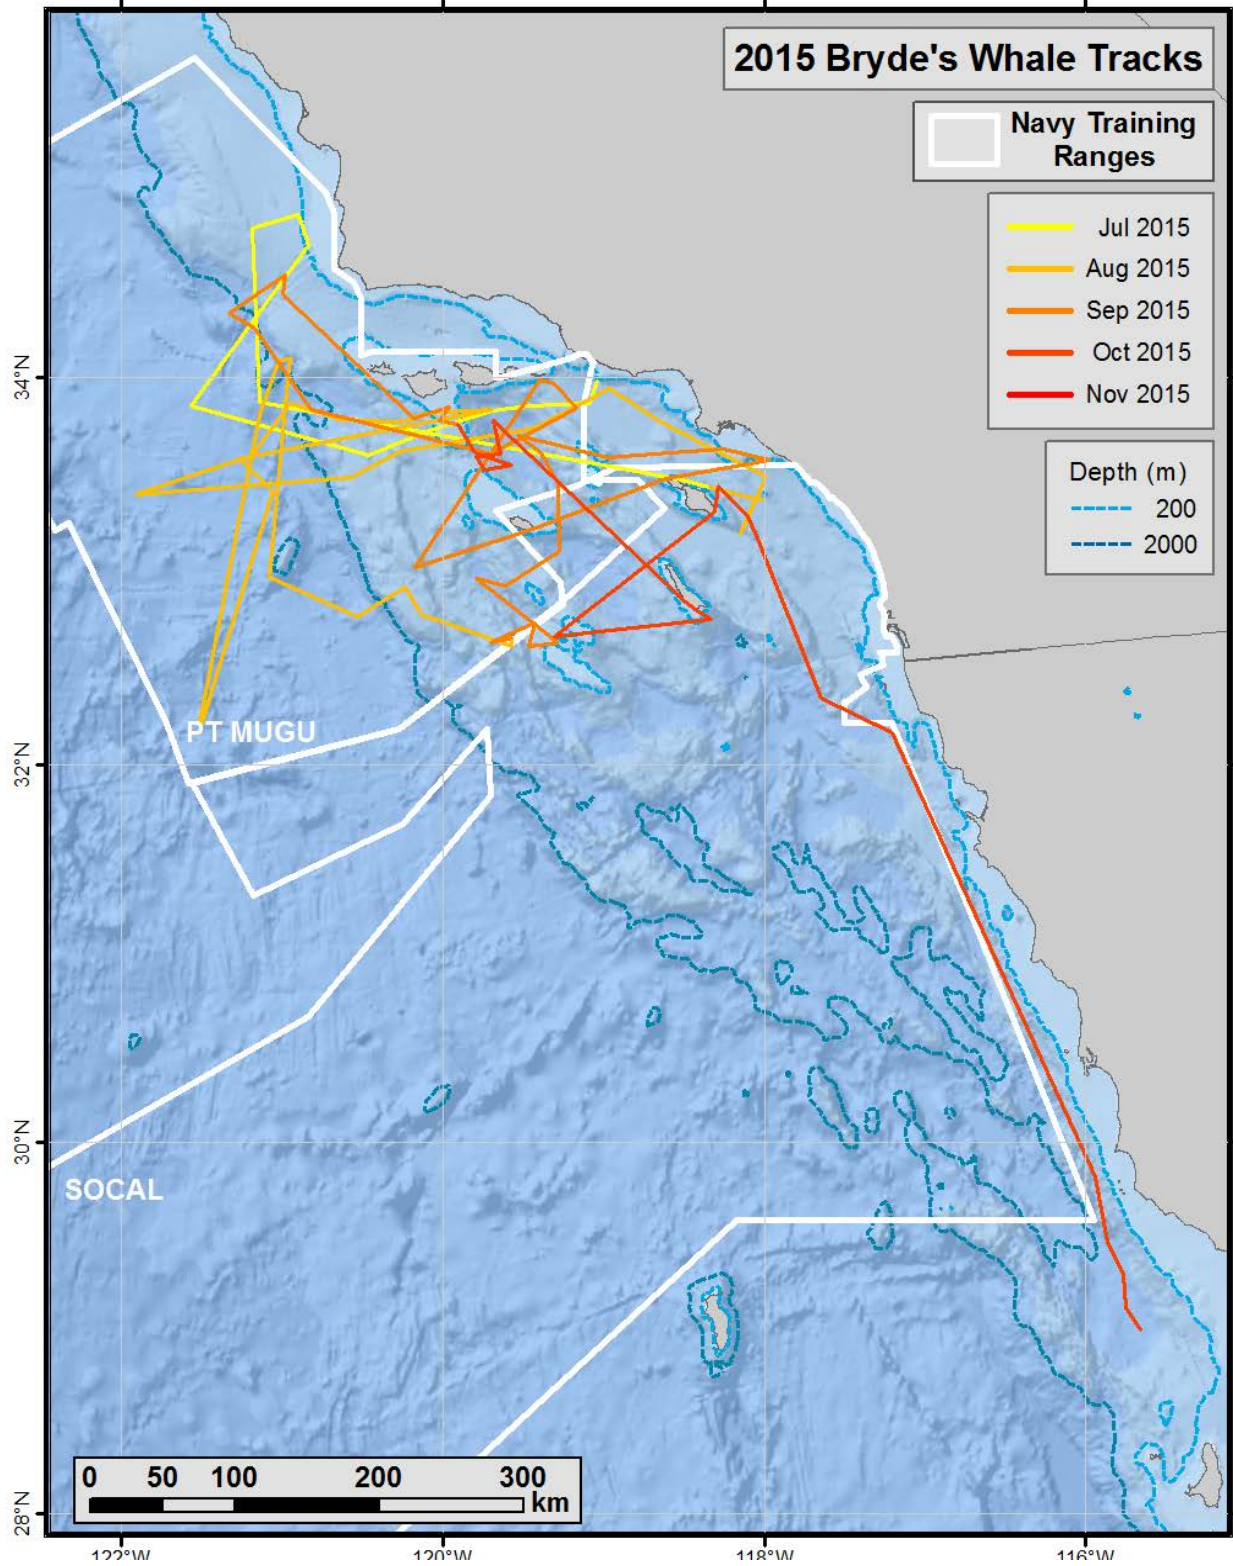 2015 Bryde's Whale Tracks
Navy Training
Ranges
Jul 2015
Aug 2015
Sep 2015
Oct 2015
Nov 2015
Depth (m)
200
2000
34°N
32°N
30°N
28°N
PT MUGU
SOCAL
0 50 100 200 300
km
122°W 120°W 118°W 116°W